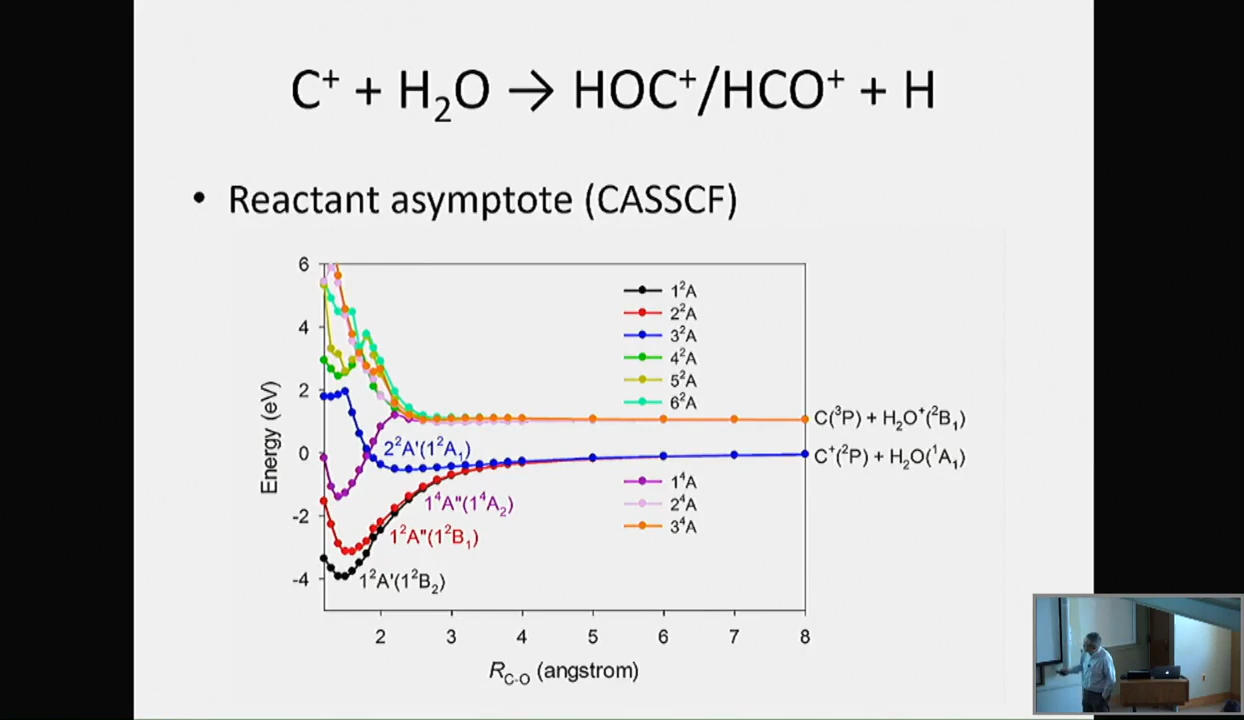 C⁺ + H₂O → HOC⁺/HCO⁺ + H
• Reactant asymptote (CASSCF)
6
4
2
0
-2
-4
Energy (eV)
1²A
2²A
3²A
4²A
5²A
6²A
C(³P) + H₂O⁺(²B₁)
2²A'(1²A₁)
C⁺(²P) + H₂O(¹A₁)
1⁴A
2⁴A
3⁴A
1⁴A"(1⁴A₂)
1²A"(1²B₁)
1²A'(1²B₂)
2 3 4 5 6 7 8
R_C-O (angstrom)